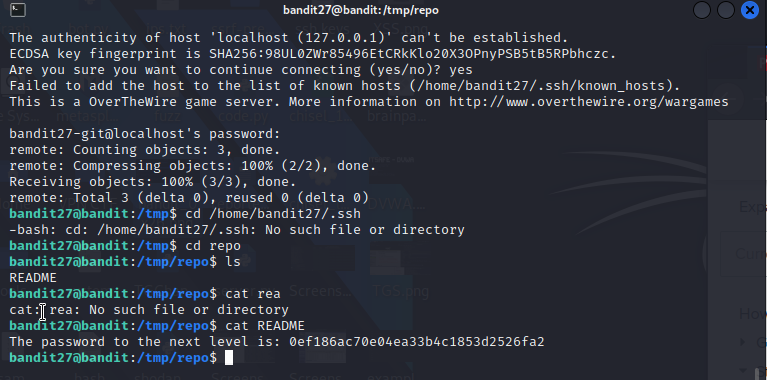 bandit27@bandit:/tmp/repo
The authenticity of host 'localhost (127.0.0.1)' can't be established.
ECDSA key fingerprint is SHA256:98UL0ZWr85496EtCRkKlo20X3OPnyPSB5tB5RPbhczc.
Are you sure you want to continue connecting (yes/no)? yes
Failed to add the host to the list of known hosts (/home/bandit27/.ssh/known_hosts).
This is a OverTheWire game server. More information on http://www.overthewire.org/wargames
bandit27-git@localhost's password:
remote: Counting objects: 3, done.
remote: Compressing objects: 100% (2/2), done.
Receiving objects: 100% (3/3), done.
remote: Total 3 (delta 0), reused 0 (delta 0)
bandit27@bandit:/tmp$ cd /home/bandit27/.ssh
-bash: cd: /home/bandit27/.ssh: No such file or directory
bandit27@bandit:/tmp$ cd repo
bandit27@bandit:/tmp/repo$ ls
README
bandit27@bandit:/tmp/repo$ cat rea
cat: rea: No such file or directory
bandit27@bandit:/tmp/repo$ cat README
The password to the next level is: 0ef186ac70e04ea33b4c1853d2526fa2
bandit27@bandit:/tmp/repo$